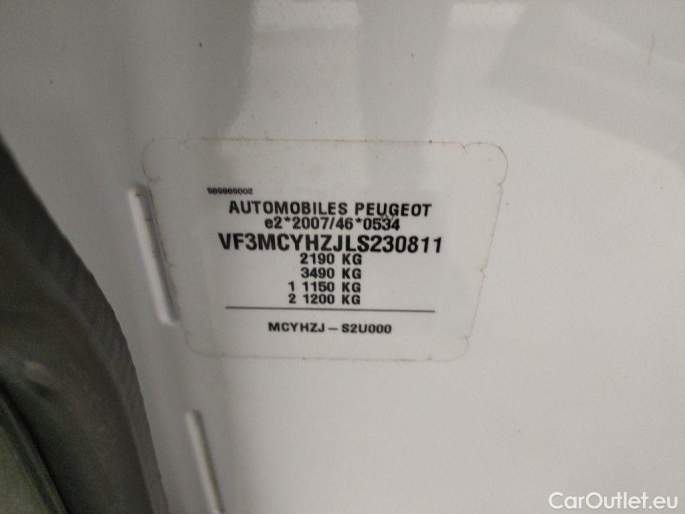 AUTOMOBILES PEUGEOT
e2*2007/46*0534
VF3MCYHZJLS230811
2190 KG
3490 KG
1 1150 KG
2 1200 KG
MCYHZJ – S2U000
CarOutlet.eu